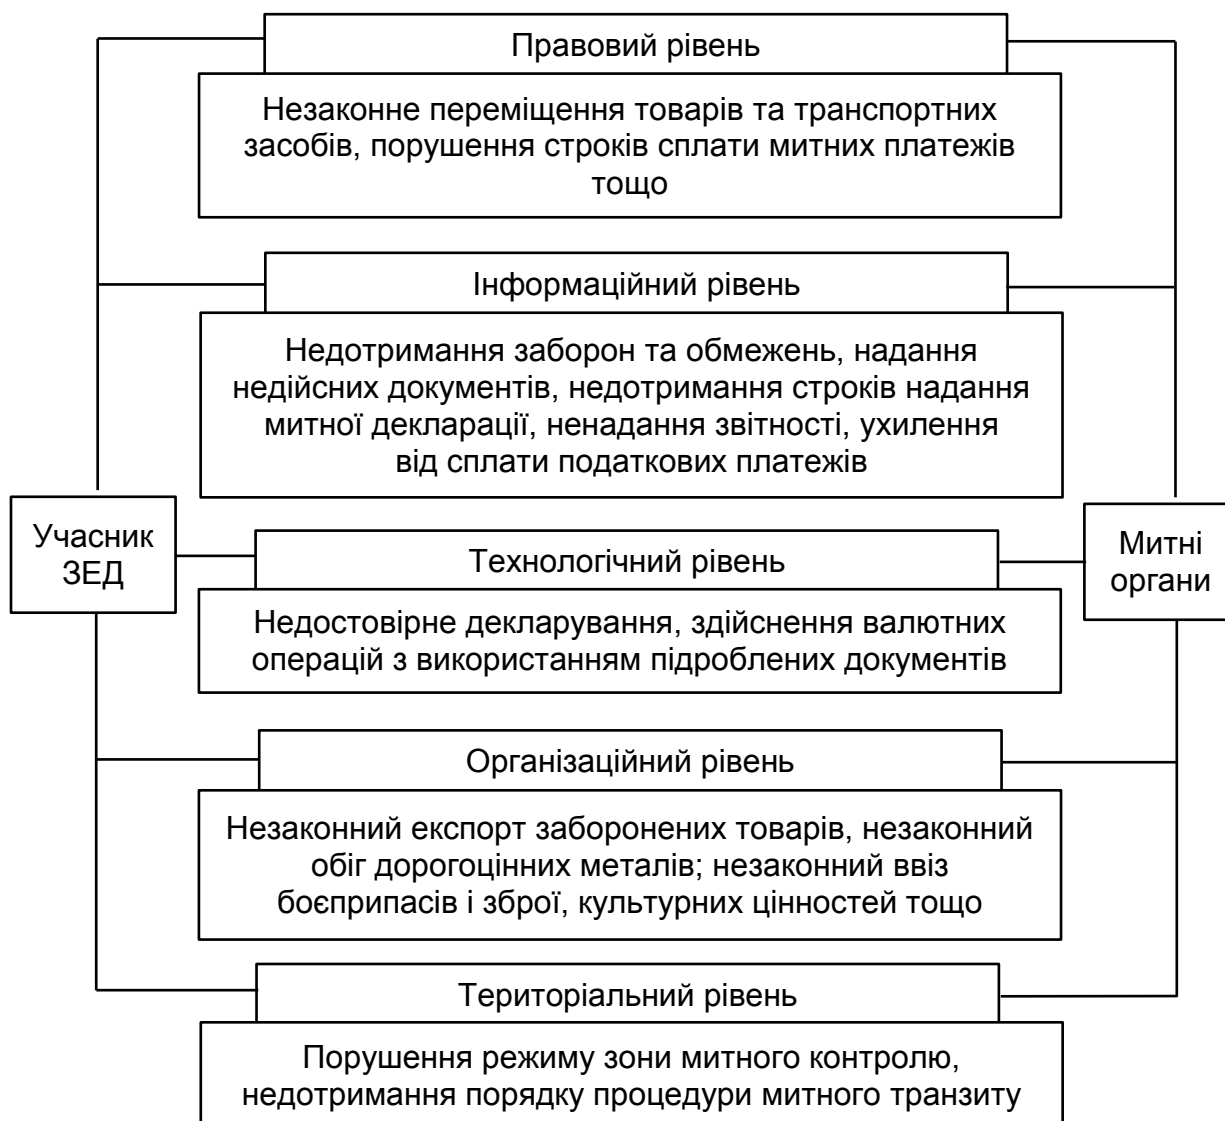 Правовий рівень
Незаконне переміщення товарів та транспортних
засобів, порушення строків сплати митних платежів
тощо
Інформаційний рівень
Недотримання заборон та обмежень, надання
недійсних документів, недотримання строків надання
митної декларації, ненадання звітності, ухилення
від сплати податкових платежів
Учасник
ЗЕД
Технологічний рівень
Недостовірне декларування, здійснення валютних
операцій з використанням підроблених документів
Митні
органи
Організаційний рівень
Незаконний експорт заборонених товарів, незаконний
обіг дорогоцінних металів; незаконний ввіз
боєприпасів і зброї, культурних цінностей тощо
Територіальний рівень
Порушення режиму зони митного контролю,
недотримання порядку процедури митного транзиту